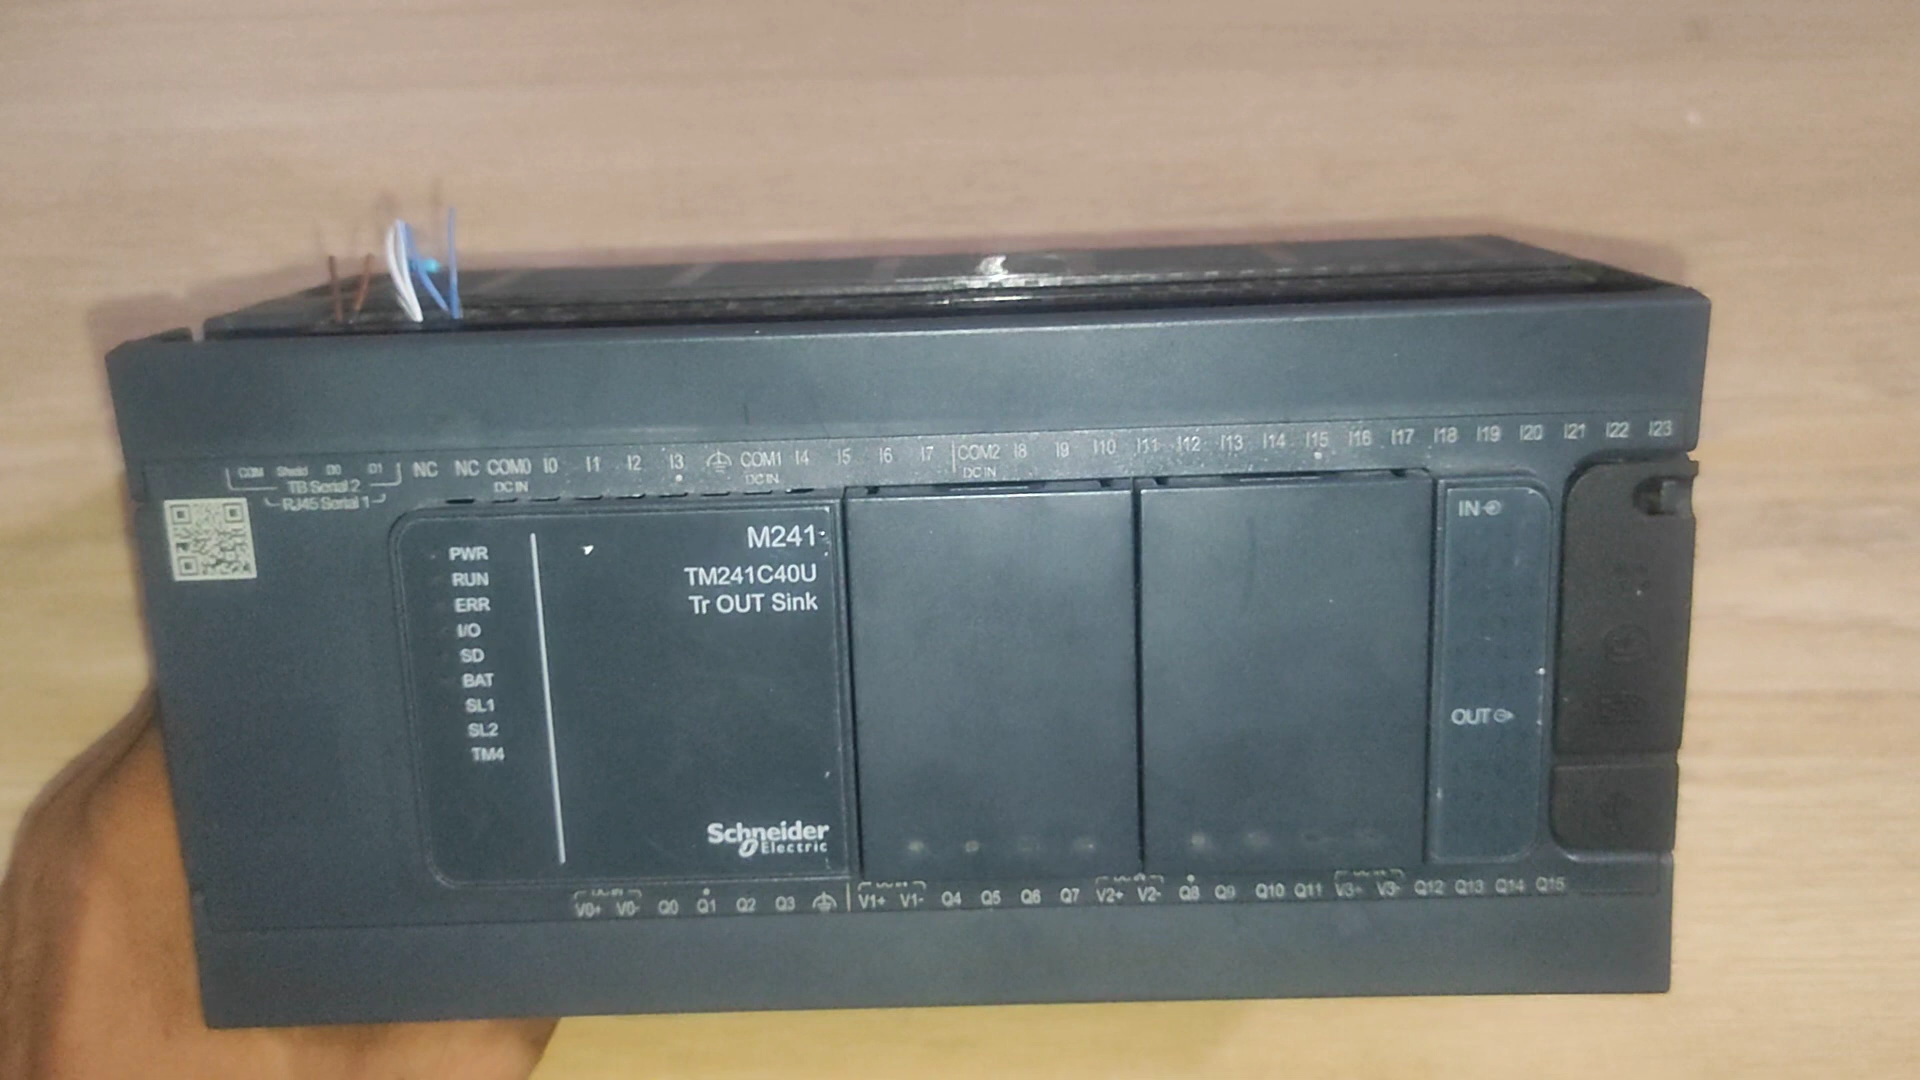 COM Shield D0 D1 NC NC COM0 I0 I1 I2 I3 COM1 I4 I5 I6 I7 COM2 I8 I9 I10 I11 I12 I13 I14 I15 I16 I17 I18 I19 I20 I21 I22 I23
TB Serial 2 DC IN DC IN DC IN
RJ45 Serial 1
M241
TM241C40U
Tr OUT Sink
PWR
RUN
ERR
I/O
SD
BAT
SL1
SL2
TM4
Schneider
Electric
IN
OUT
V0+ V0- Q0 Q1 Q2 Q3 V1+ V1- Q4 Q5 Q6 Q7 V2+ V2- Q8 Q9 Q10 Q11 V3+ V3- Q12 Q13 Q14 Q15